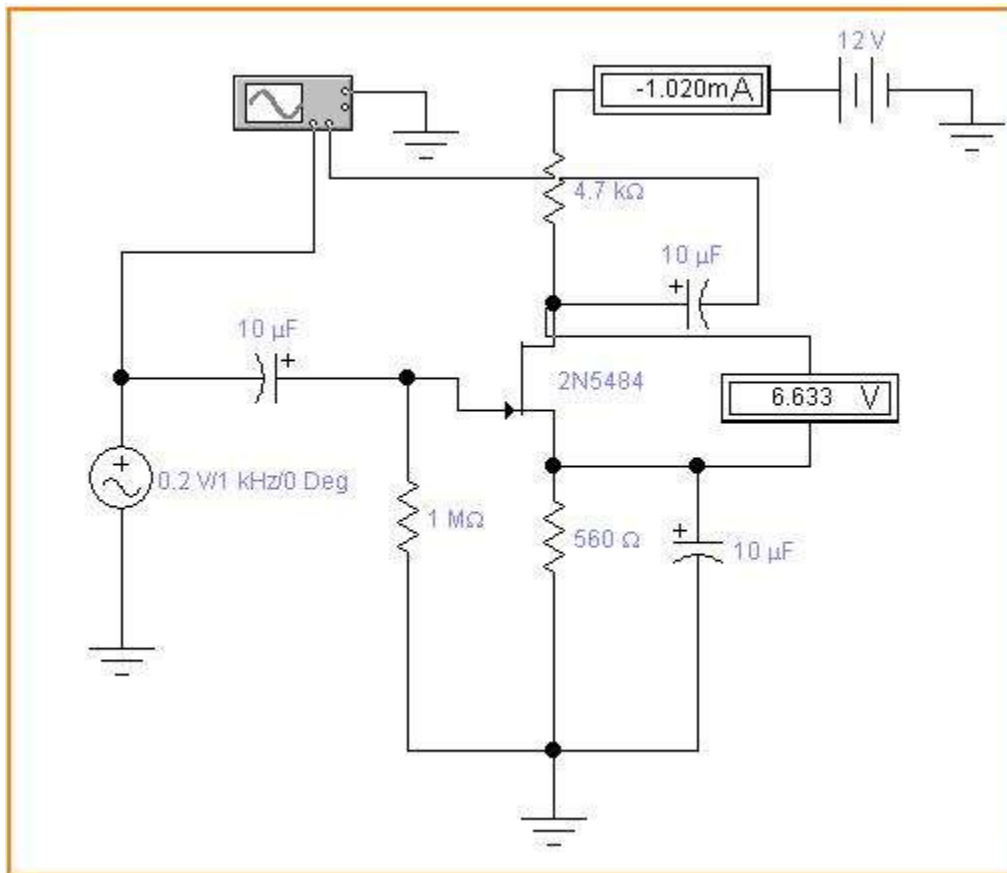 12 V
-1.020mA
4.7 kΩ
10 µF
10 µF
2N5484
6.633 V
0.2 V/1 kHz/0 Deg
1 MΩ
560 Ω
10 µF